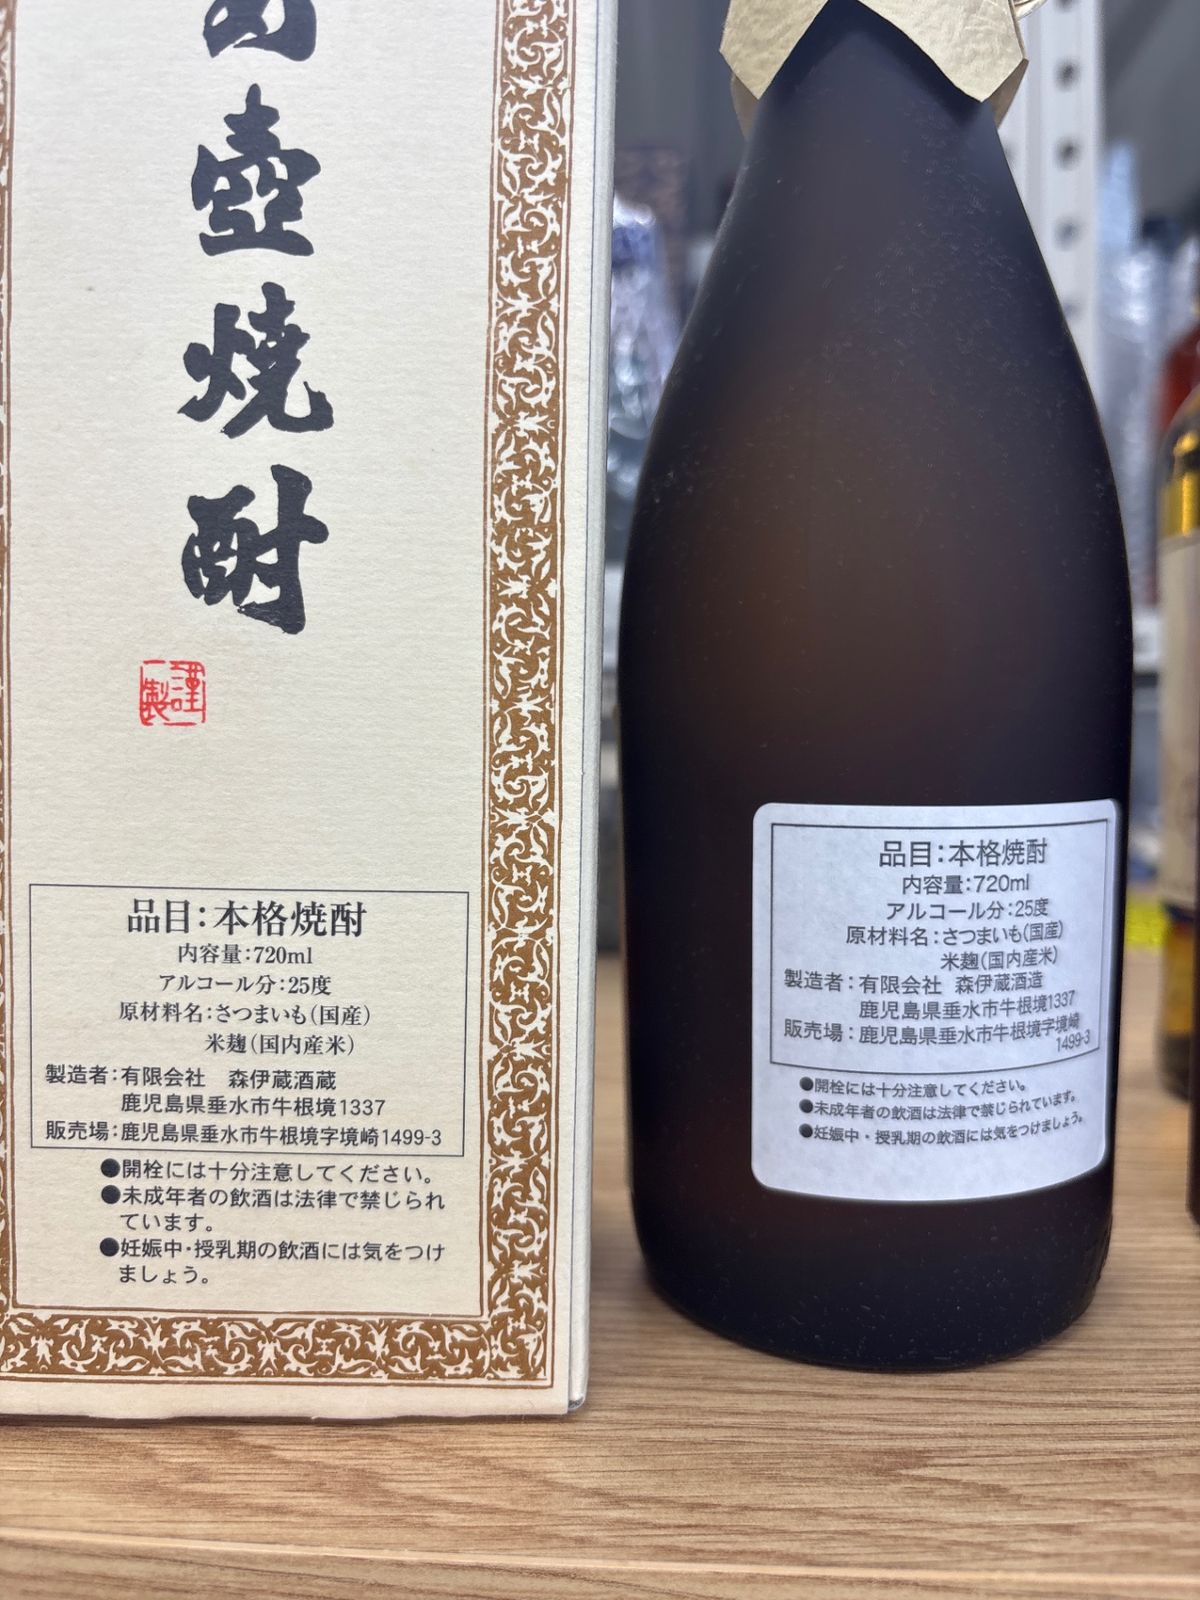 の
壺
焼
酎
謹製
品目：本格焼酎
内容量：720ml
アルコール分：25度
原材料名：さつまいも（国産）
米麹（国内産米）
製造者：有限会社　森伊蔵酒蔵
鹿児島県垂水市牛根境1337
販売場：鹿児島県垂水市牛根境字境崎1499-3
●開栓には十分注意してください。
●未成年者の飲酒は法律で禁じられ
ています。
●妊娠中・授乳期の飲酒には気をつけ
ましょう。
品目：本格焼酎
内容量：720ml
アルコール分：25度
原材料名：さつまいも（国産）
米麹（国内産米）
製造者：有限会社　森伊蔵酒造
鹿児島県垂水市牛根境1337
販売場：鹿児島県垂水市牛根境字境崎
1499-3
●開栓には十分注意してください。
●未成年者の飲酒は法律で禁じられています。
●妊娠中・授乳期の飲酒には気をつけましょう。